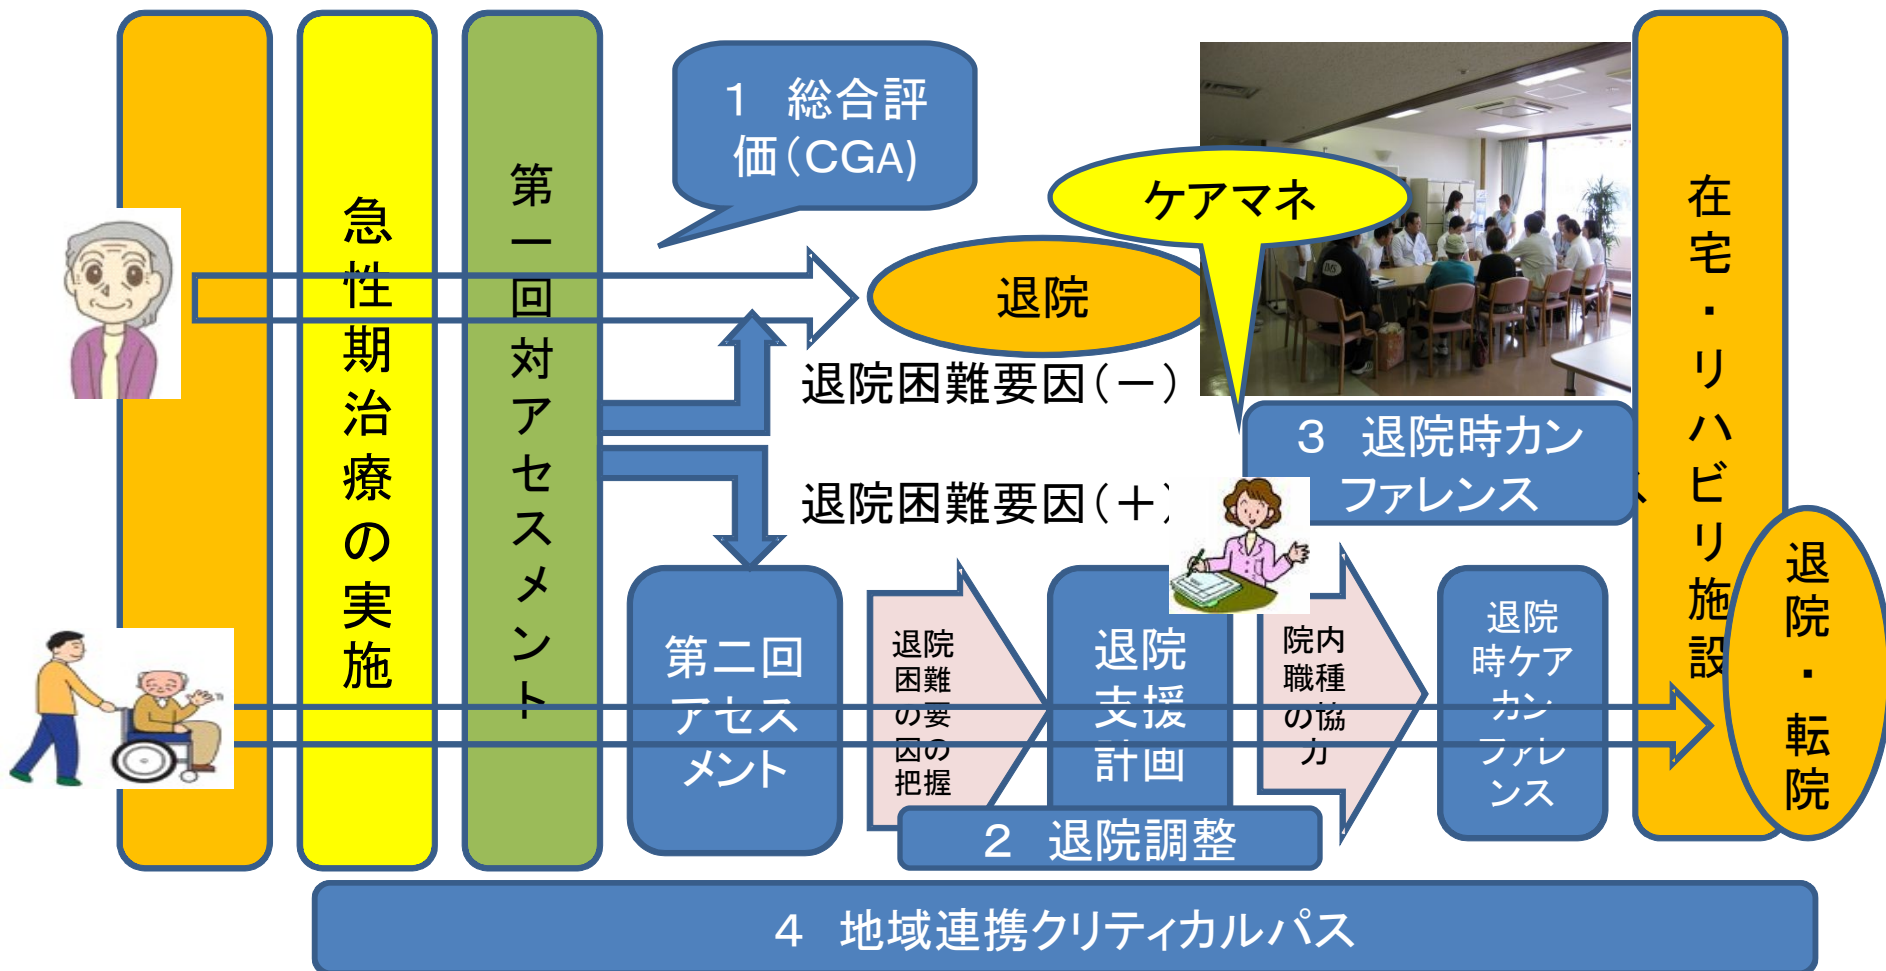 急性期治療の実施
第一回対アセスメント
１　総合評
価（CGA)
ケアマネ
退院
退院困難要因（－）
退院困難要因（＋）
３　退院時カン
ファレンス
第二回
アセス
メント
退院
困難
の要
因の
把握
退院
支援
計画
院内
職種
の協
力
退院
時ケア
カン
ファレ
ンス
在宅・リハビリ施設
退院・転院
２　退院調整
４　地域連携クリティカルパス